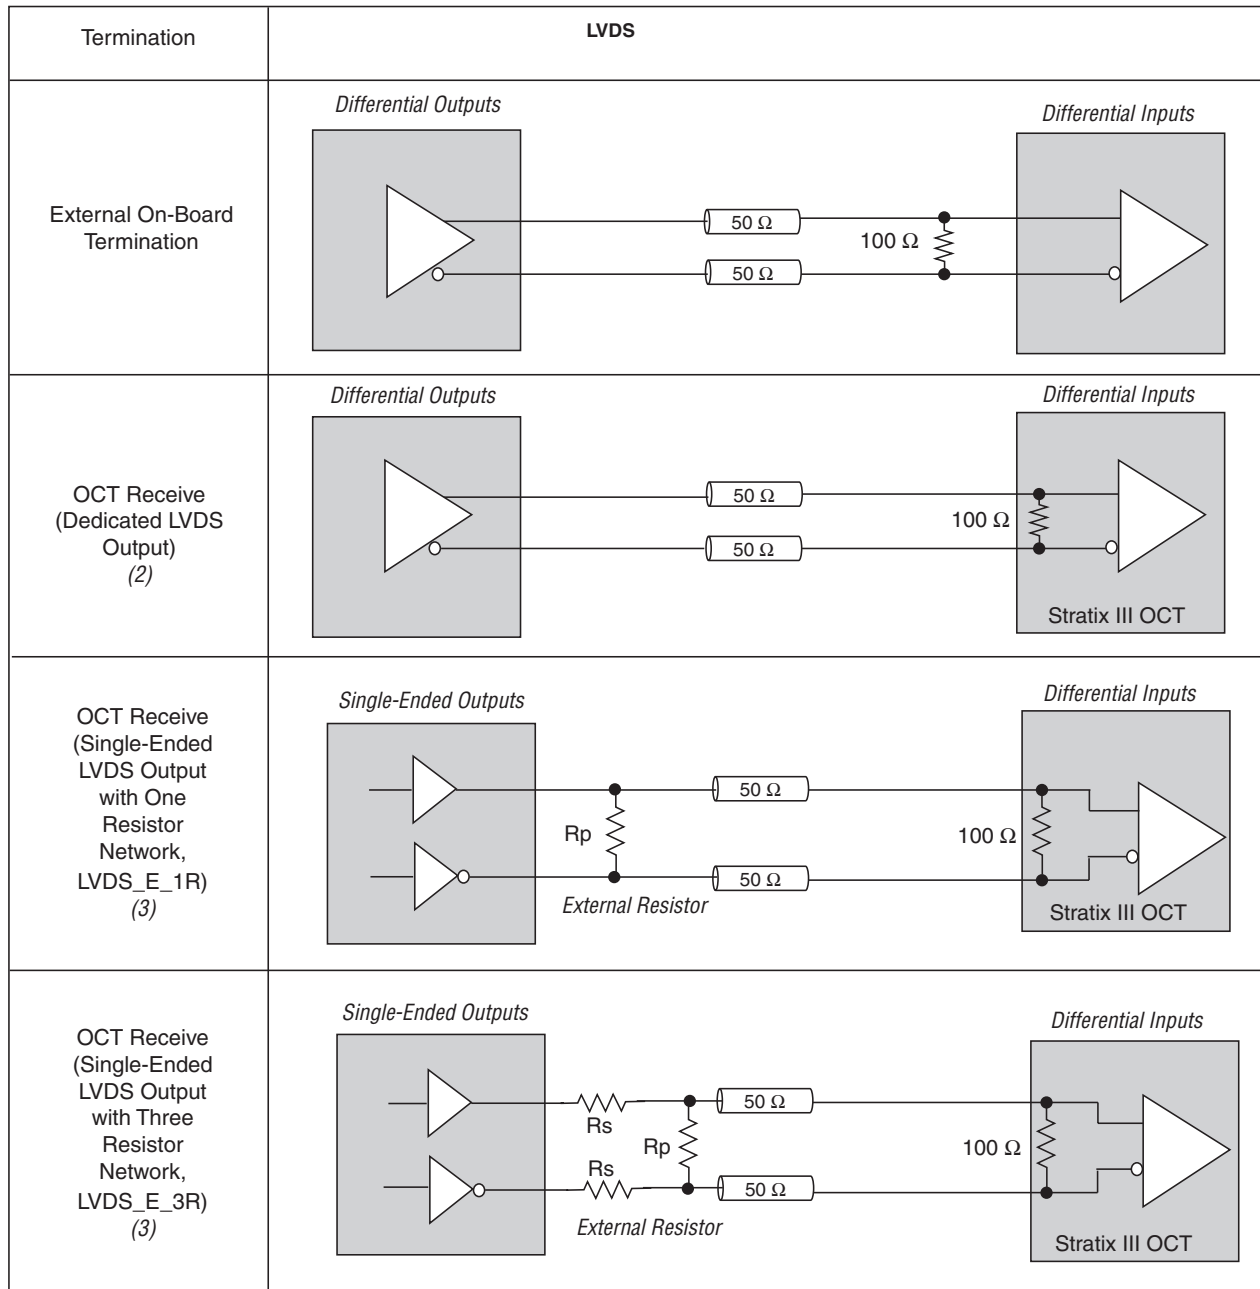 Termination
LVDS
External On-Board
Termination
Differential Outputs
Differential Inputs
50 Ω
100 Ω
50 Ω
OCT Receive
(Dedicated LVDS
Output)
(2)
Differential Outputs
Differential Inputs
50 Ω
100 Ω
50 Ω
Stratix III OCT
OCT Receive
(Single-Ended
LVDS Output
with One
Resistor
Network,
LVDS_E_1R)
(3)
Single-Ended Outputs
Differential Inputs
50 Ω
Rp
100 Ω
50 Ω
External Resistor
Stratix III OCT
OCT Receive
(Single-Ended
LVDS Output
with Three
Resistor
Network,
LVDS_E_3R)
(3)
Single-Ended Outputs
Differential Inputs
50 Ω
Rs
Rp
100 Ω
Rs
50 Ω
External Resistor
Stratix III OCT